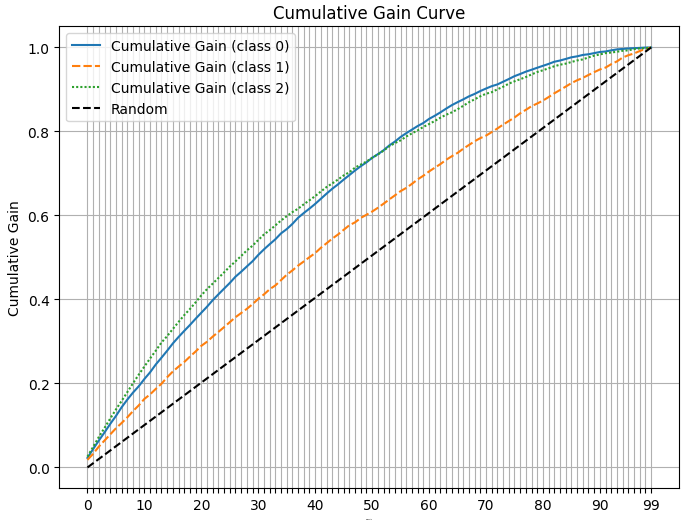 Cumulative Gain Curve
Cumulative Gain (class 0)
Cumulative Gain (class 1)
Cumulative Gain (class 2)
Random
1.0
0.8
0.6
0.4
0.2
0.0
Cumulative Gain
0 10 20 30 40 50 60 70 80 90 99